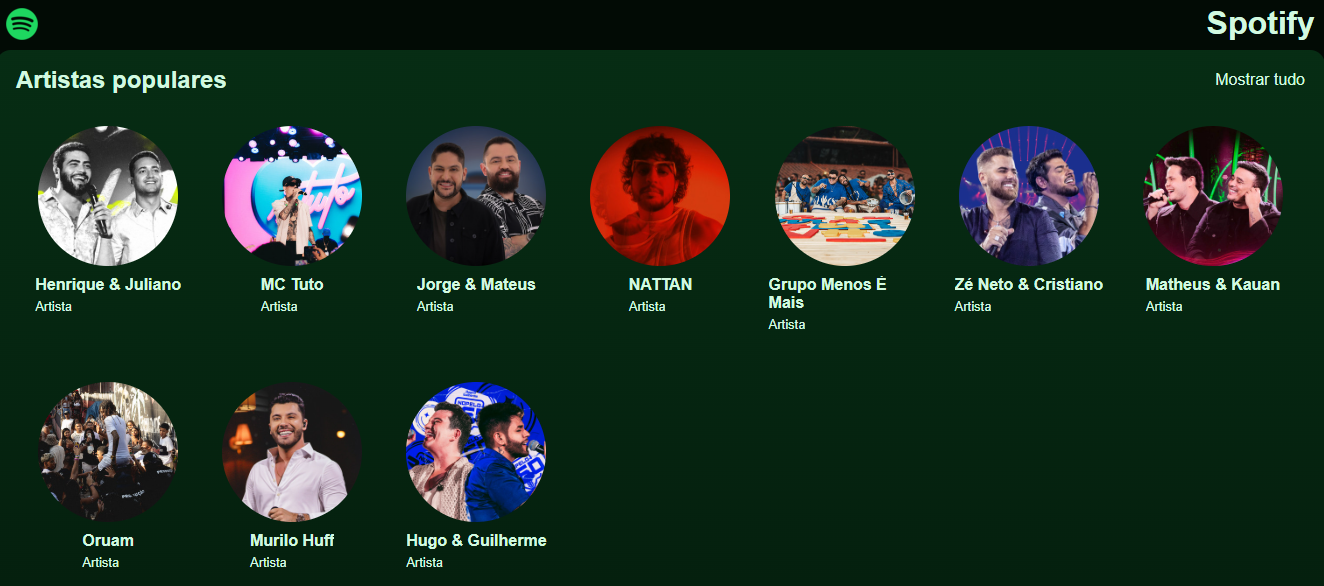 Spotify
Artistas populares
Mostrar tudo
Henrique & Juliano
Artista
MC Tuto
Artista
Jorge & Mateus
Artista
NATTAN
Artista
Grupo Menos É
Mais
Artista
Zé Neto & Cristiano
Artista
Matheus & Kauan
Artista
Oruam
Artista
Murilo Huff
Artista
Hugo & Guilherme
Artista